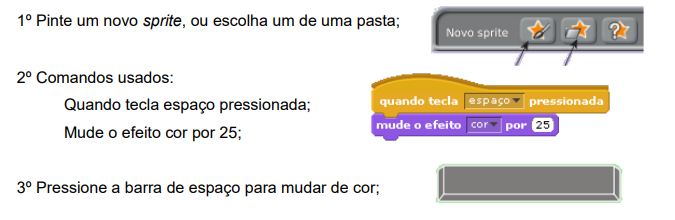 1º Pinte um novo sprite, ou escolha um de uma pasta;
Novo sprite
2º Comandos usados:
Quando tecla espaço pressionada;
quando tecla espaço pressionada
Mude o efeito cor por 25;
mude o efeito cor por 25
3º Pressione a barra de espaço para mudar de cor;